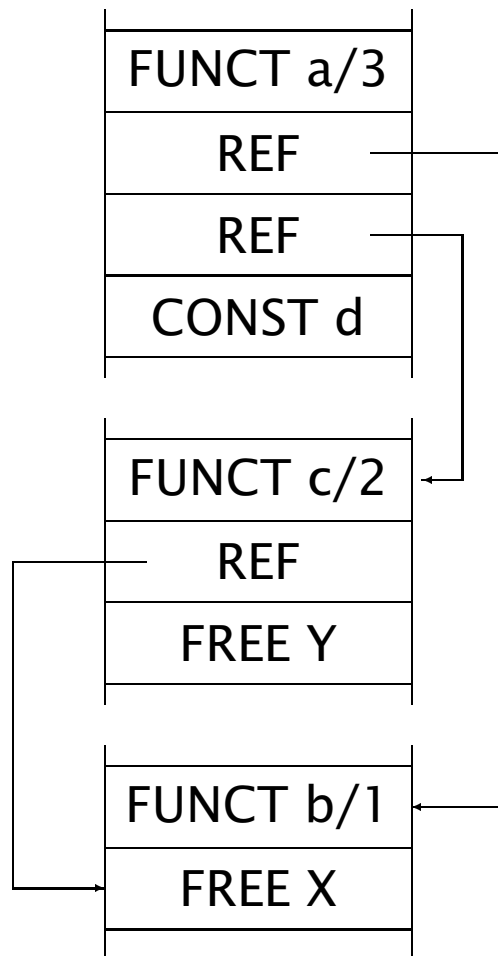 FUNCT a/3
REF
REF
CONST d
FUNCT c/2
REF
FREE Y
FUNCT b/1
FREE X